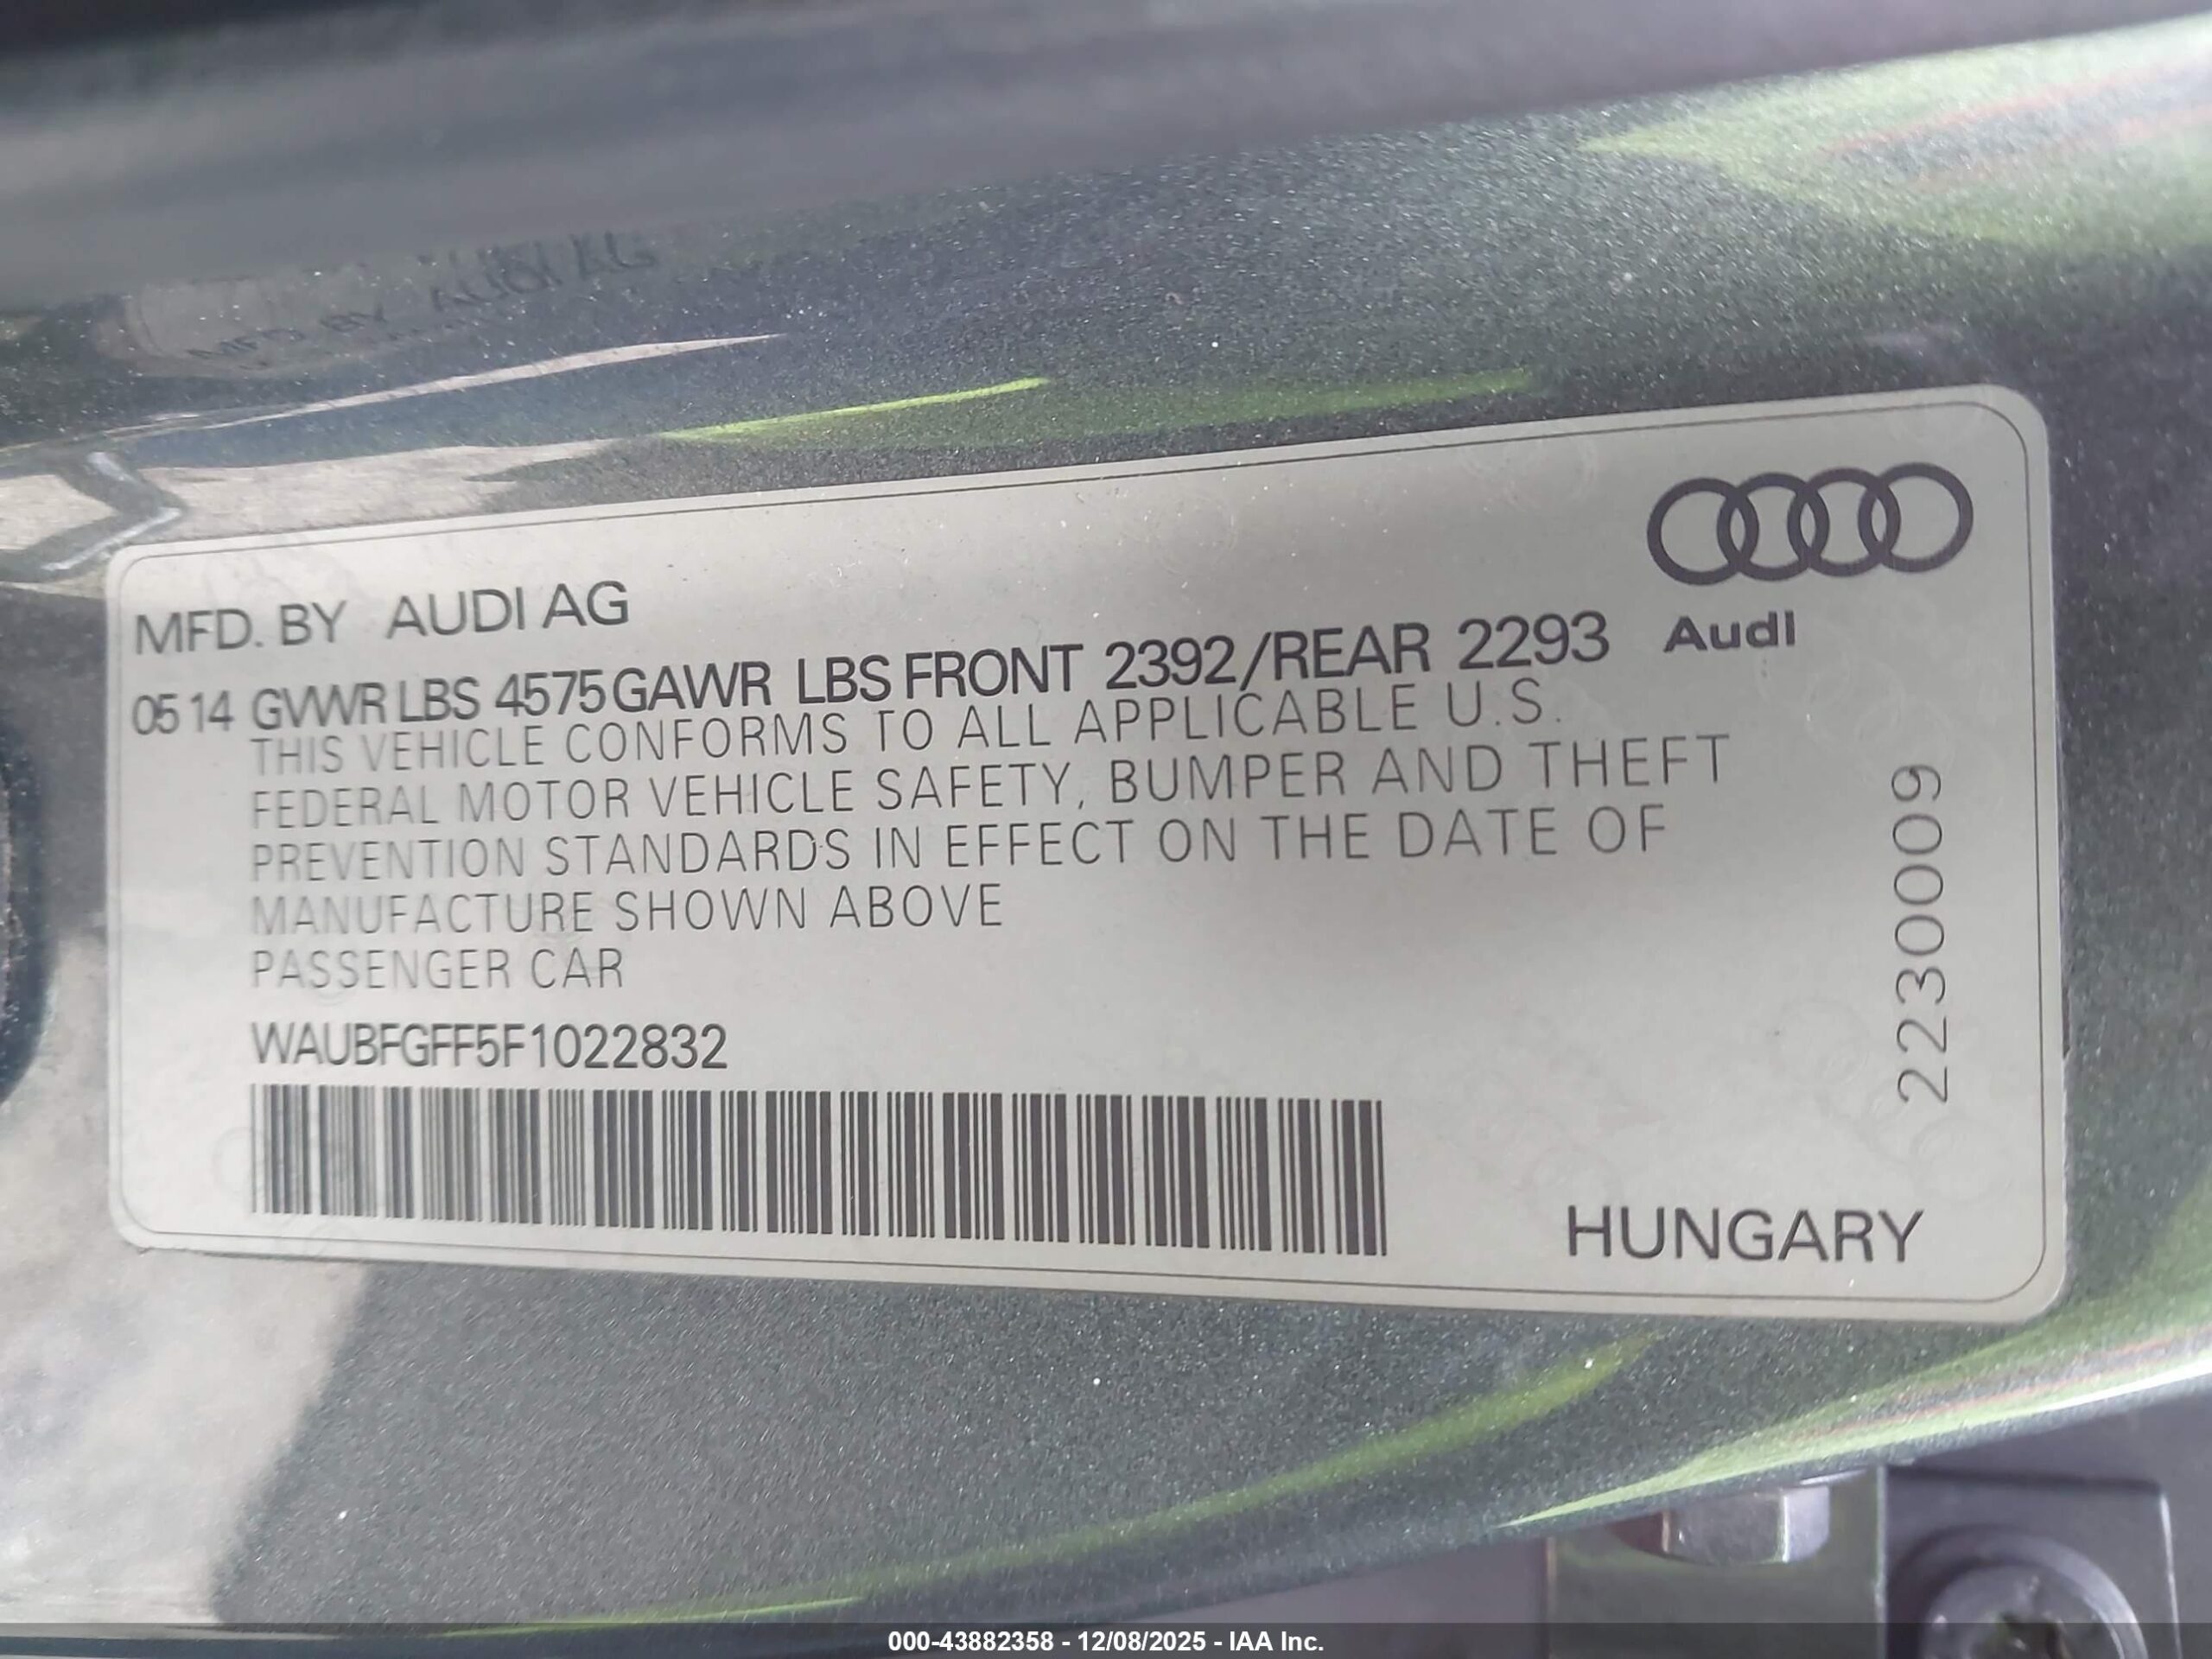 MFD. BY AUDI AG
0514 GVWR LBS 4575 GAWR LBS FRONT 2392/REAR 2293
Audi
THIS VEHICLE CONFORMS TO ALL APPLICABLE U.S.
FEDERAL MOTOR VEHICLE SAFETY, BUMPER AND THEFT
PREVENTION STANDARDS IN EFFECT ON THE DATE OF
MANUFACTURE SHOWN ABOVE
PASSENGER CAR
WAUBFGFF5F1022832
2230009
HUNGARY
000-43882358 - 12/08/2025 - IAA Inc.